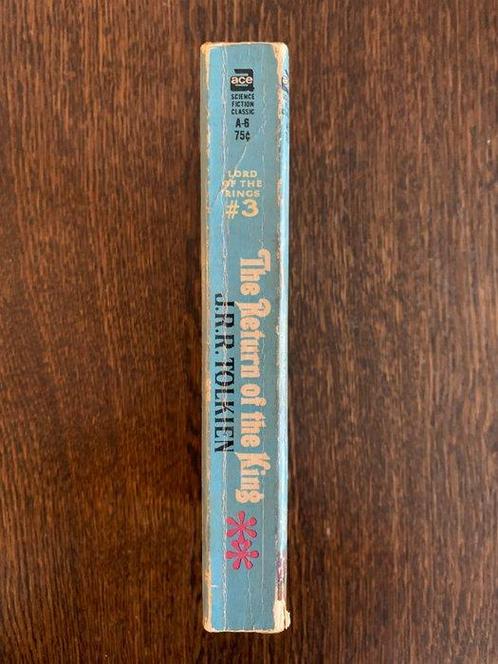 ace
SCIENCE
FICTION
CLASSIC
A-6
75¢
LORD
OF THE
RINGS
#3
The Return of the King
J.R.R. TOLKIEN